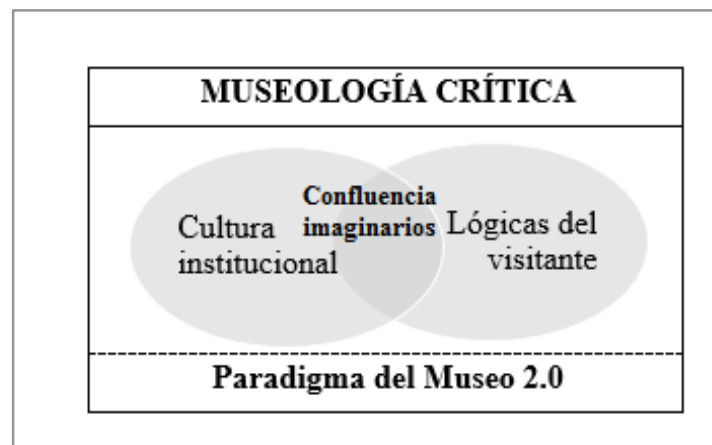 MUSEOLOGÍA CRÍTICA
Confluencia
imaginarios
Cultura
institucional
Lógicas del
visitante
Paradigma del Museo 2.0